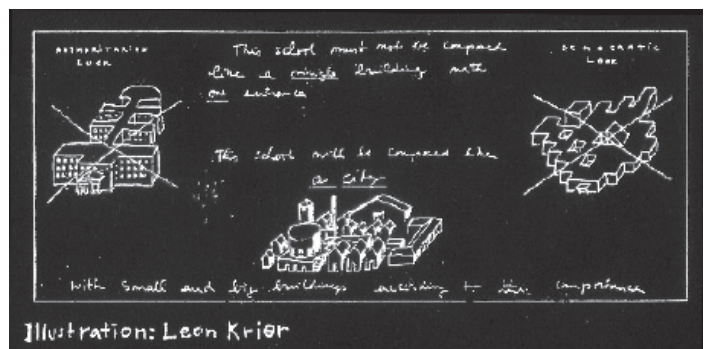 AUTHORITARIAN LOOK
This school must not be composed
like a single building with
one entrance
DEMOCRATIC LOOK
This school will be composed like
a city
with small and big buildings according to their importance
Illustration: Leon Krier